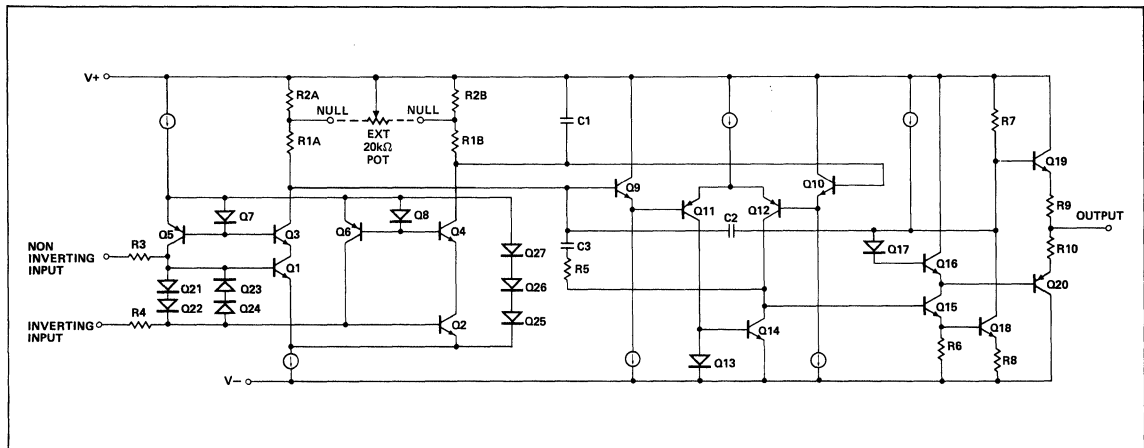 V+
R2A
NULL
NULL
R2B
EXT
20kΩ
POT
R1A
R1B
C1
R7
Q19
Q9
Q10
Q11
Q12
Q7
Q8
Q5
Q3
Q6
Q4
C2
R9
OUTPUT
NON
INVERTING
INPUT
R3
Q27
C3
Q17
Q16
R10
Q1
R5
Q21
Q23
Q26
Q20
Q22
Q24
Q15
INVERTING
INPUT
R4
Q2
Q25
Q14
Q18
R6
Q13
R8
V-